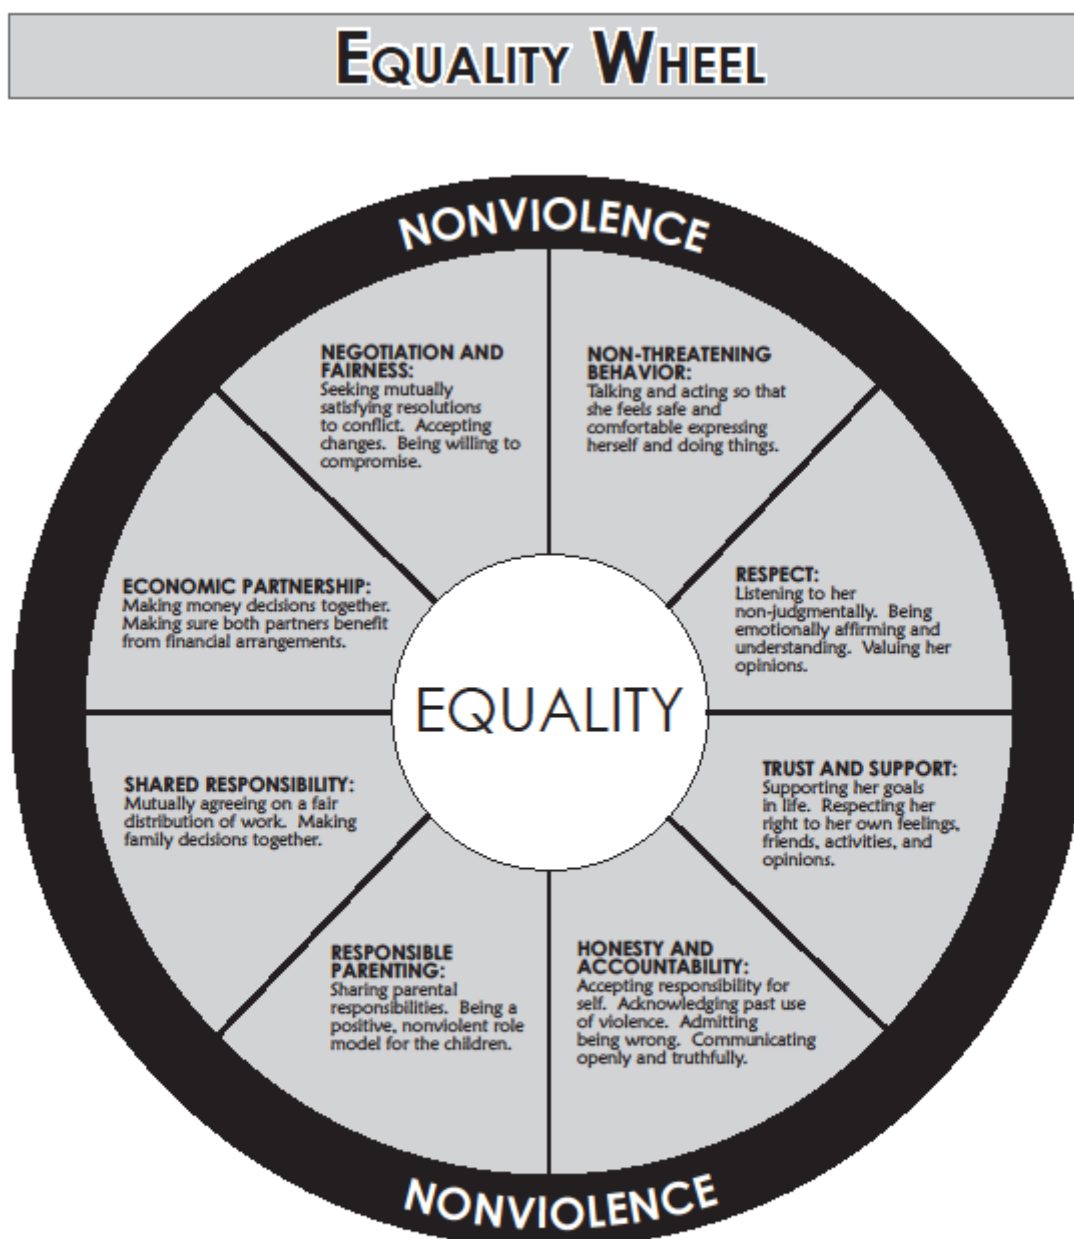 EQUALITY WHEEL
NONVIOLENCE
NEGOTIATION AND
FAIRNESS:
Seeking mutually
satisfying resolutions
to conflict.  Accepting
changes.  Being willing to
compromise.
NON-THREATENING
BEHAVIOR:
Talking and acting so that
she feels safe and
comfortable expressing
herself and doing things.
RESPECT:
Listening to her
non-judgmentally.  Being
emotionally affirming and
understanding.  Valuing her
opinions.
TRUST AND SUPPORT:
Supporting her goals
in life.  Respecting her
right to her own feelings,
friends, activities, and
opinions.
HONESTY AND
ACCOUNTABILITY:
Accepting responsibility for
self.  Acknowledging past use
of violence.  Admitting
being wrong.  Communicating
openly and truthfully.
RESPONSIBLE
PARENTING:
Sharing parental
responsibilities.  Being a
positive, nonviolent role
model for the children.
SHARED RESPONSIBILITY:
Mutually agreeing on a fair
distribution of work.  Making
family decisions together.
ECONOMIC PARTNERSHIP:
Making money decisions together.
Making sure both partners benefit
from financial arrangements.
EQUALITY
NONVIOLENCE